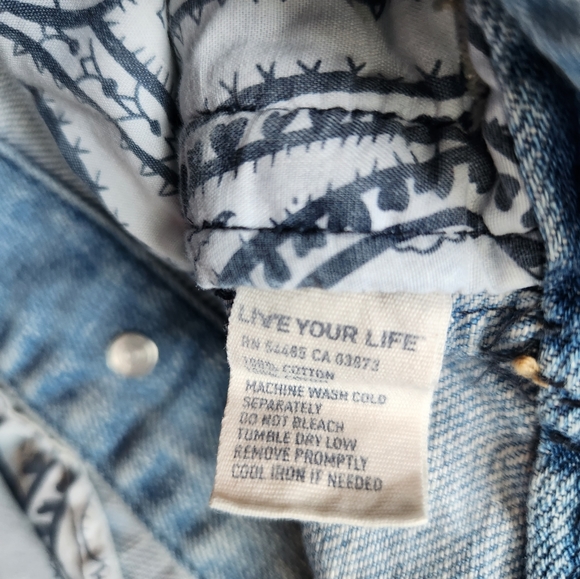 LIVE YOUR LIFE™
RN 54485 CA 03873
100% COTTON
MACHINE WASH COLD
SEPARATELY
DO NOT BLEACH
TUMBLE DRY LOW
REMOVE PROMPTLY
COOL IRON IF NEEDED